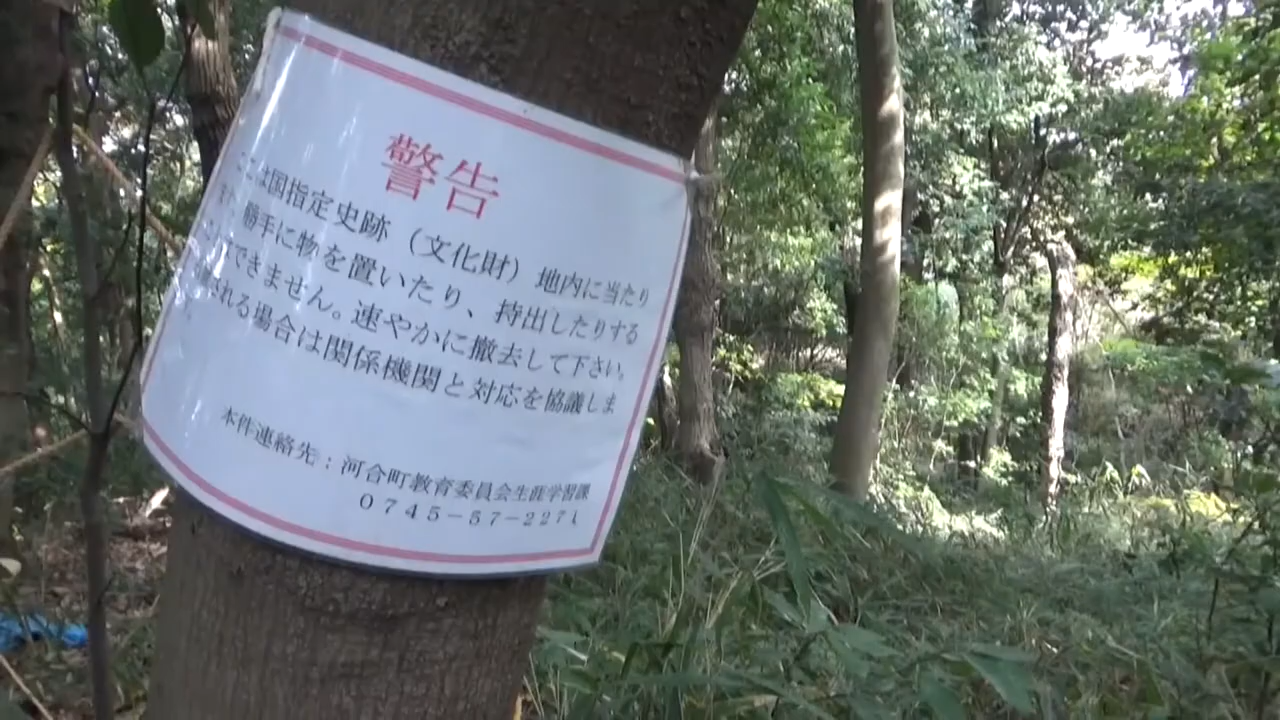 警告
ここは国指定史跡（文化財）地内に当たり
勝手に物を置いたり、持出したりする
できません。速やかに撤去して下さい。
れる場合は関係機関と対応を協議しま
本件連絡先：河合町教育委員会生涯学習課
０７４５－５７－２２７１